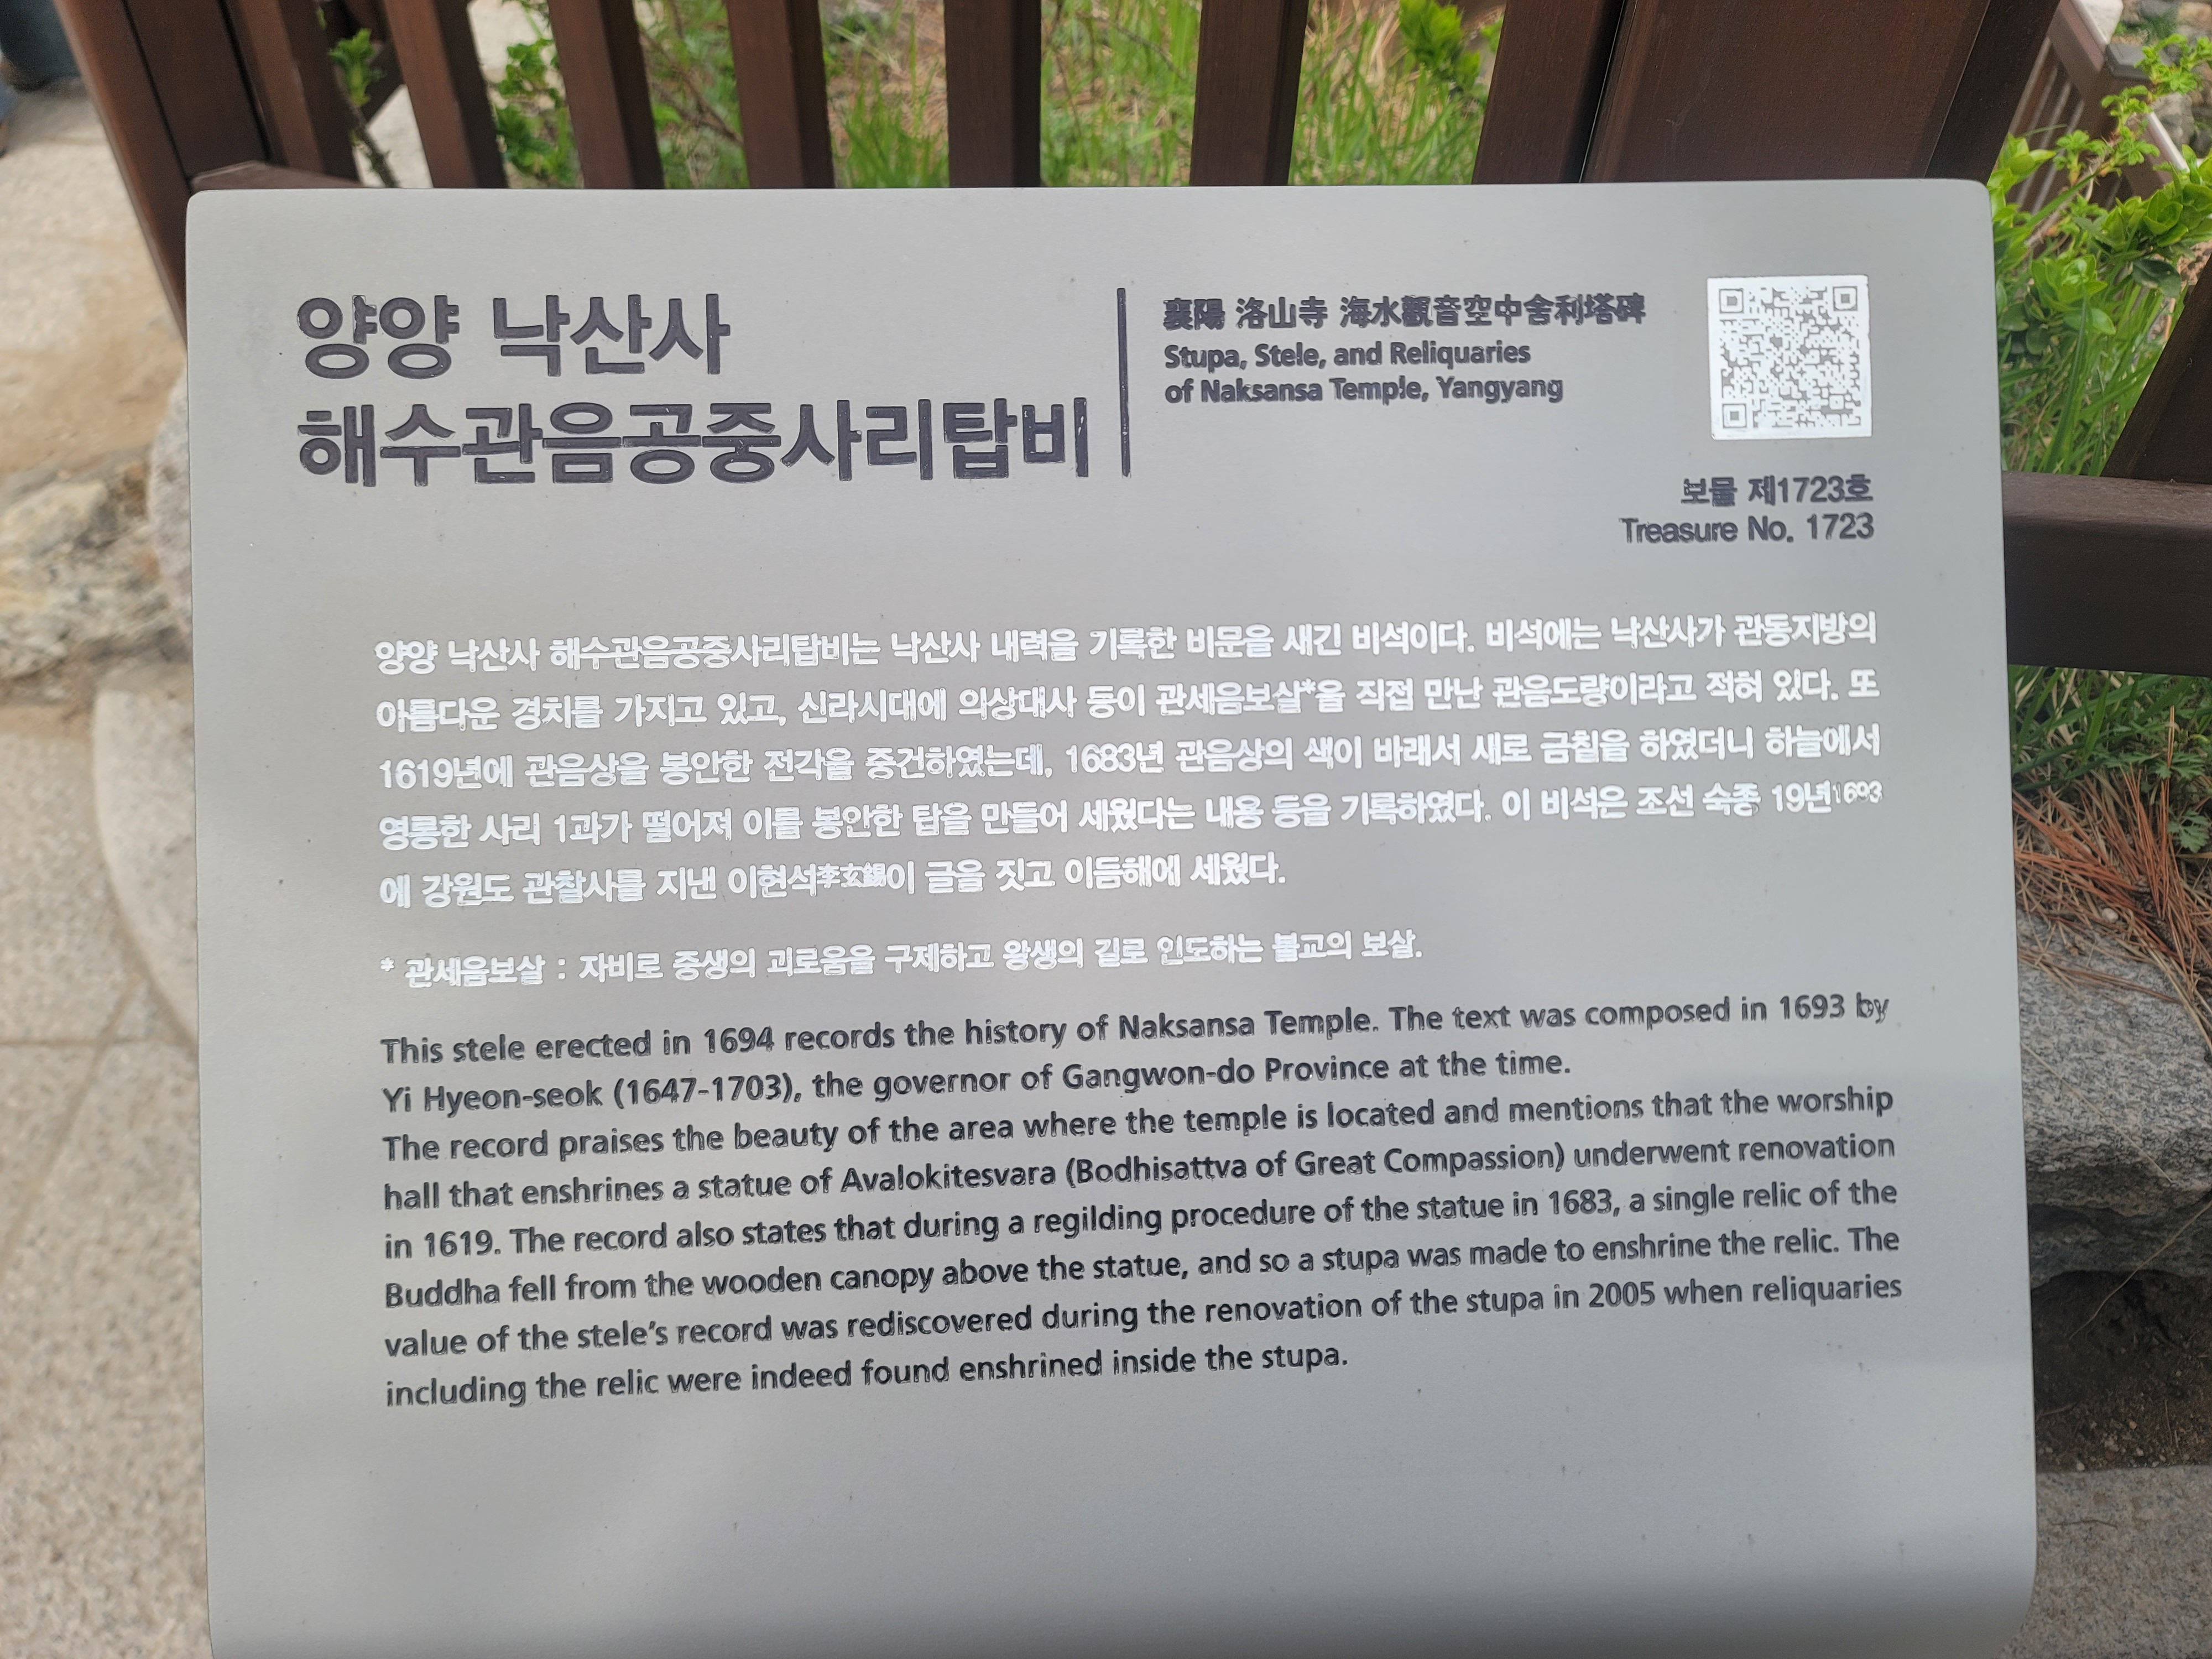 양양 낙산사
해수관음공중사리탑비
襄陽 洛山寺 海水觀音空中舍利塔碑
Stupa, Stele, and Reliquaries
of Naksansa Temple, Yangyang
보물 제1723호
Treasure No. 1723
양양 낙산사 해수관음공중사리탑비는 낙산사 내력을 기록한 비문을 새긴 비석이다. 비석에는 낙산사가 관동지방의
아름다운 경치를 가지고 있고, 신라시대에 의상대사 등이 관세음보살*을 직접 만난 관음도량이라고 적혀 있다. 또
1619년에 관음상을 봉안한 전각을 중건하였는데, 1683년 관음상의 색이 바래서 새로 금칠을 하였더니 하늘에서
영롱한 사리 1과가 떨어져 이를 봉안한 탑을 만들어 세웠다는 내용 등을 기록하였다. 이 비석은 조선 숙종 19년1693
에 강원도 관찰사를 지낸 이현석李玄錫이 글을 짓고 이듬해에 세웠다.
* 관세음보살 : 자비로 중생의 괴로움을 구제하고 왕생의 길로 인도하는 불교의 보살.
This stele erected in 1694 records the history of Naksansa Temple. The text was composed in 1693 by
Yi Hyeon-seok (1647-1703), the governor of Gangwon-do Province at the time.
The record praises the beauty of the area where the temple is located and mentions that the worship
hall that enshrines a statue of Avalokitesvara (Bodhisattva of Great Compassion) underwent renovation
in 1619. The record also states that during a regilding procedure of the statue in 1683, a single relic of the
Buddha fell from the wooden canopy above the statue, and so a stupa was made to enshrine the relic. The
value of the stele's record was rediscovered during the renovation of the stupa in 2005 when reliquaries
including the relic were indeed found enshrined inside the stupa.